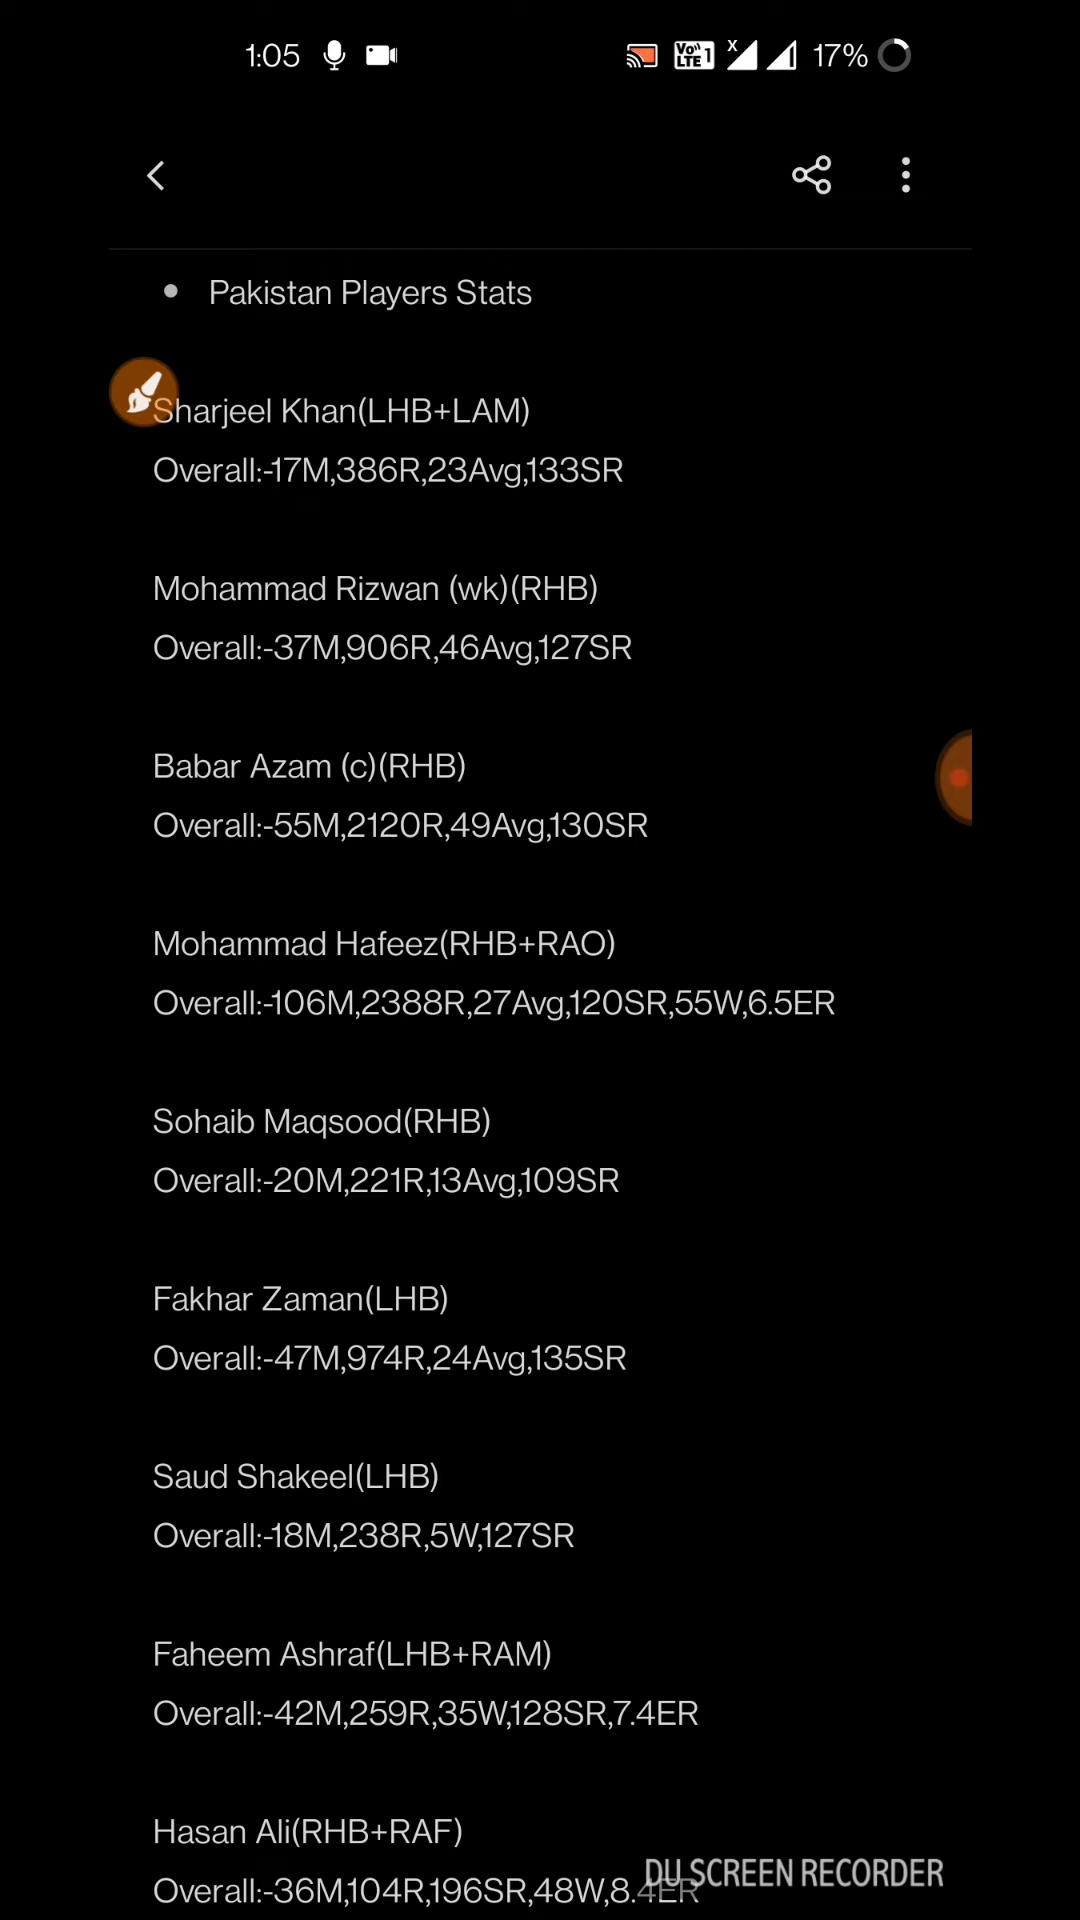 1:05 Vo)) LTE 1 x 17%
Pakistan Players Stats
Sharjeel Khan(LHB+LAM)
Overall:-17M,386R,23Avg,133SR
Mohammad Rizwan (wk)(RHB)
Overall:-37M,906R,46Avg,127SR
Babar Azam (c)(RHB)
Overall:-55M,2120R,49Avg,130SR
Mohammad Hafeez(RHB+RAO)
Overall:-106M,2388R,27Avg,120SR,55W,6.5ER
Sohaib Maqsood(RHB)
Overall:-20M,221R,13Avg,109SR
Fakhar Zaman(LHB)
Overall:-47M,974R,24Avg,135SR
Saud Shakeel(LHB)
Overall:-18M,238R,5W,127SR
Faheem Ashraf(LHB+RAM)
Overall:-42M,259R,35W,128SR,7.4ER
Hasan Ali(RHB+RAF)
Overall:-36M,104R,196SR,48W,8.4ER
DU SCREEN RECORDER